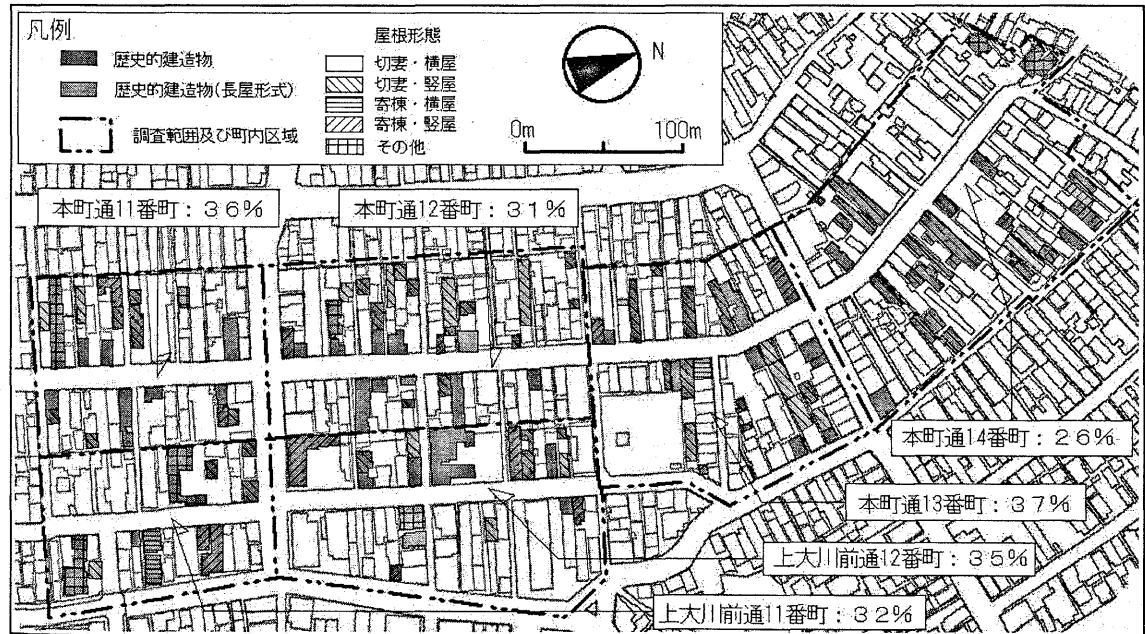 凡例
歴史的建造物
歴史的建造物(長屋形式)
調査範囲及び町内区域
屋根形態
切妻・横屋
切妻・竪屋
寄棟・横屋
寄棟・竪屋
その他
N
0m 100m
本町通11番町：36%
本町通12番町：31%
本町通14番町：26%
本町通13番町：37%
上大川前通12番町：35%
上大川前通11番町：32%